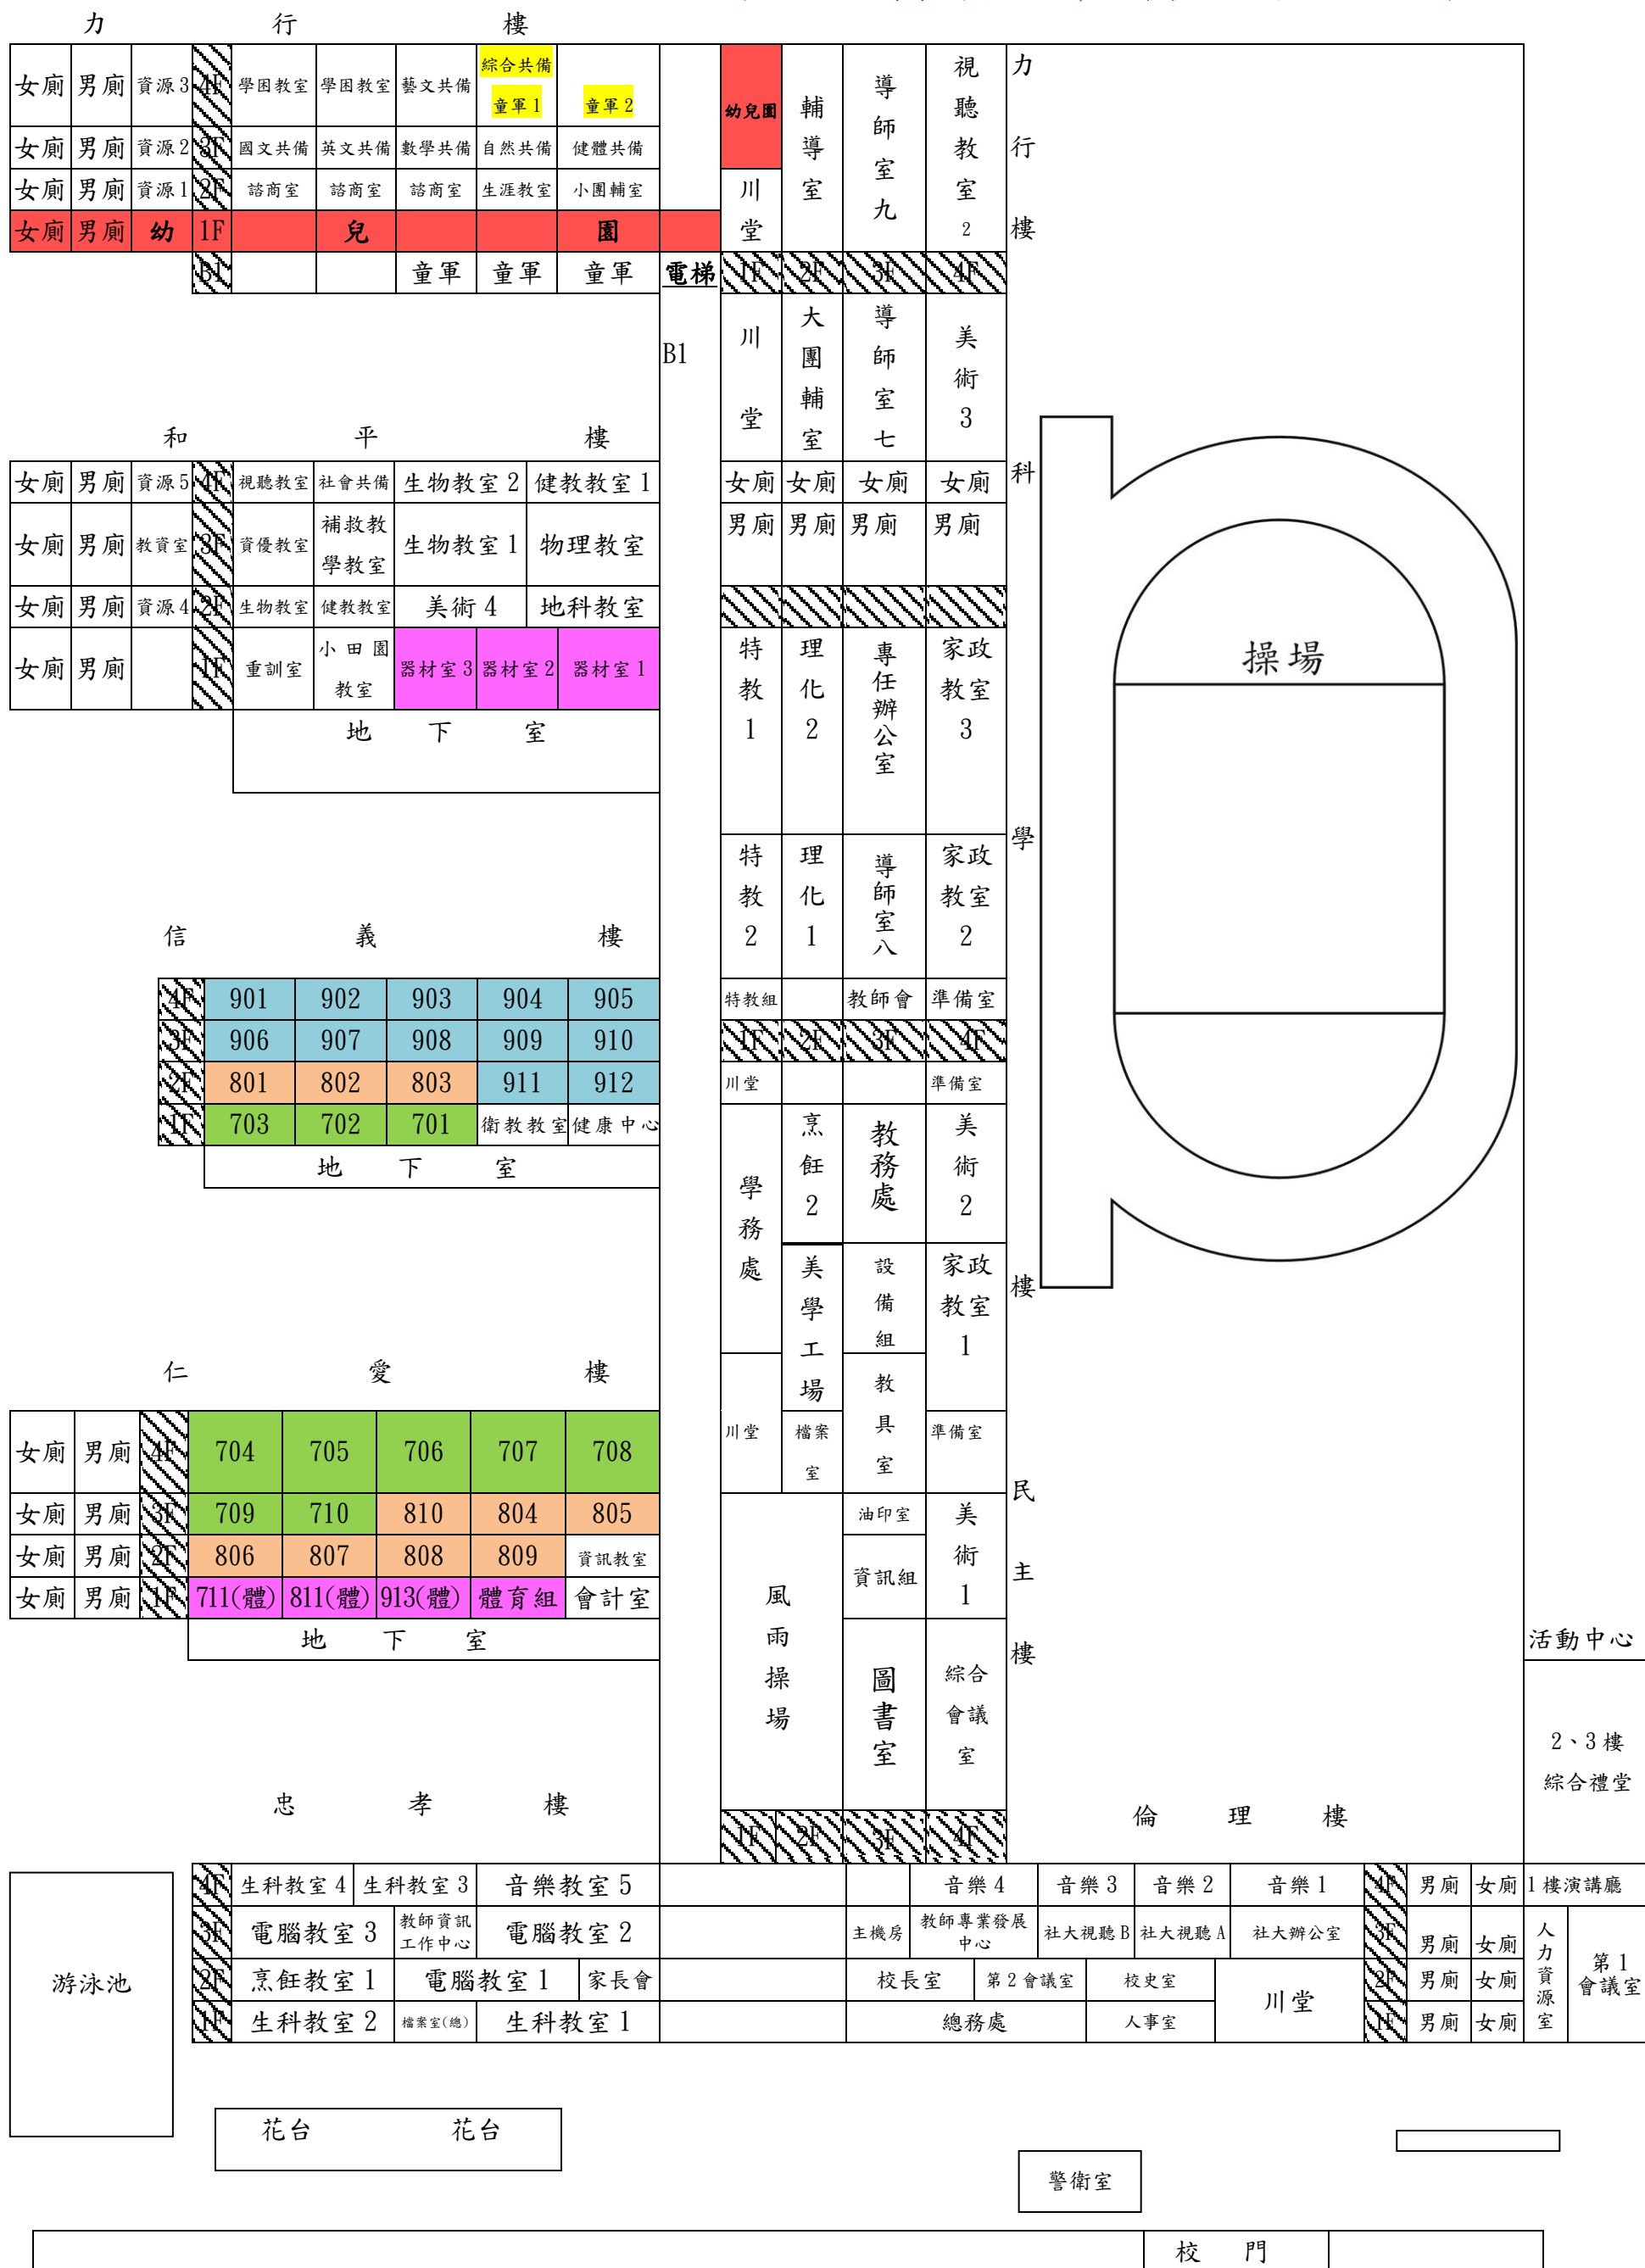 力 行 樓
女廁 男廁 資源 3 4F 學困教室 學困教室 藝文共備 綜合共備 童軍 1 童軍 2
女廁 男廁 資源 2 3F 國文共備 英文共備 數學共備 自然共備 健體共備
女廁 男廁 資源 1 2F 諮商室 諮商室 諮商室 生涯教室 小團輔室
女廁 男廁 幼 1F 兒 園
B1 童軍 童軍 童軍 電梯
幼兒園 輔導室 導師室九 視聽教室 2 力行樓
川堂
1F 2F 3F 4F
B1 川堂 大團輔室 導師室七 美術 3
和 平 樓
女廁 男廁 資源 5 4F 視聽教室 社會共備 生物教室 2 健教教室 1
女廁 男廁 教資室 3F 資優教室 補救教學教室 生物教室 1 物理教室
女廁 男廁 資源 4 2F 生物教室 健教教室 美術 4 地科教室
女廁 男廁 1F 重訓室 小田園教室 器材室 3 器材室 2 器材室 1
地 下 室
女廁 女廁 女廁 女廁
男廁 男廁 男廁 男廁
特教 1 理化 2 專任辦公室 家政教室 3
特教 2 理化 1 導師室八 家政教室 2
科學樓
操場
信 義 樓
4F 901 902 903 904 905
3F 906 907 908 909 910
2F 801 802 803 911 912
1F 703 702 701 衛教教室 健康中心
地 下 室
特教組 教師會 準備室
1F 2F 3F 4F
川堂 準備室
學務處 烹飪 2 教務處 美術 2
美學工場 設備組 家政教室 1
川堂 檔案室 教具室 準備室
仁 愛 樓
女廁 男廁 4F 704 705 706 707 708
女廁 男廁 3F 709 710 810 804 805
女廁 男廁 2F 806 807 808 809 資訊教室
女廁 男廁 1F 711(體) 811(體) 913(體) 體育組 會計室
地 下 室
風雨操場 油印室 美術 1
資訊組
圖書室 綜合會議室
民主樓
1F 2F 3F 4F
活動中心
2、3 樓
綜合禮堂
忠 孝 樓
倫 理 樓
4F 生科教室 4 生科教室 3 音樂教室 5 音樂 4 音樂 3 音樂 2 音樂 1 4F 男廁 女廁 1 樓演講廳
3F 電腦教室 3 教師資訊工作中心 電腦教室 2 主機房 教師專業發展中心 社大視聽 B 社大視聽 A 社大辦公室 3F 男廁 女廁 人力資源室 第 1 會議室
2F 烹飪教室 1 電腦教室 1 家長會 校長室 第 2 會議室 校史室 川堂 2F 男廁 女廁
1F 生科教室 2 檔案室(總) 生科教室 1 總務處 人事室 1F 男廁 女廁
游泳池
花台 花台
警衛室
校 門